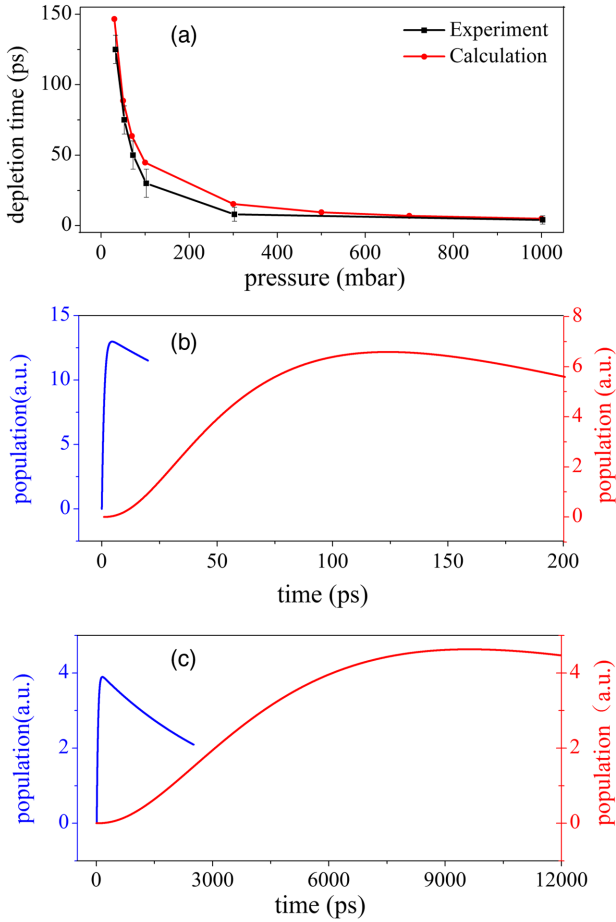 (a)
Experiment
Calculation
150
100
50
0
depletion time (ps)
0 200 400 600 800 1000
pressure (mbar)
(b)
15
13
5
0
population(a.u.)
8
6
4
2
0
population (a.u.)
0 50 100 150 200
time (ps)
(c)
4
2
0
population(a.u.)
4
2
0
population ( a.u.)
0 3000 6000 9000 12000
time (ps)